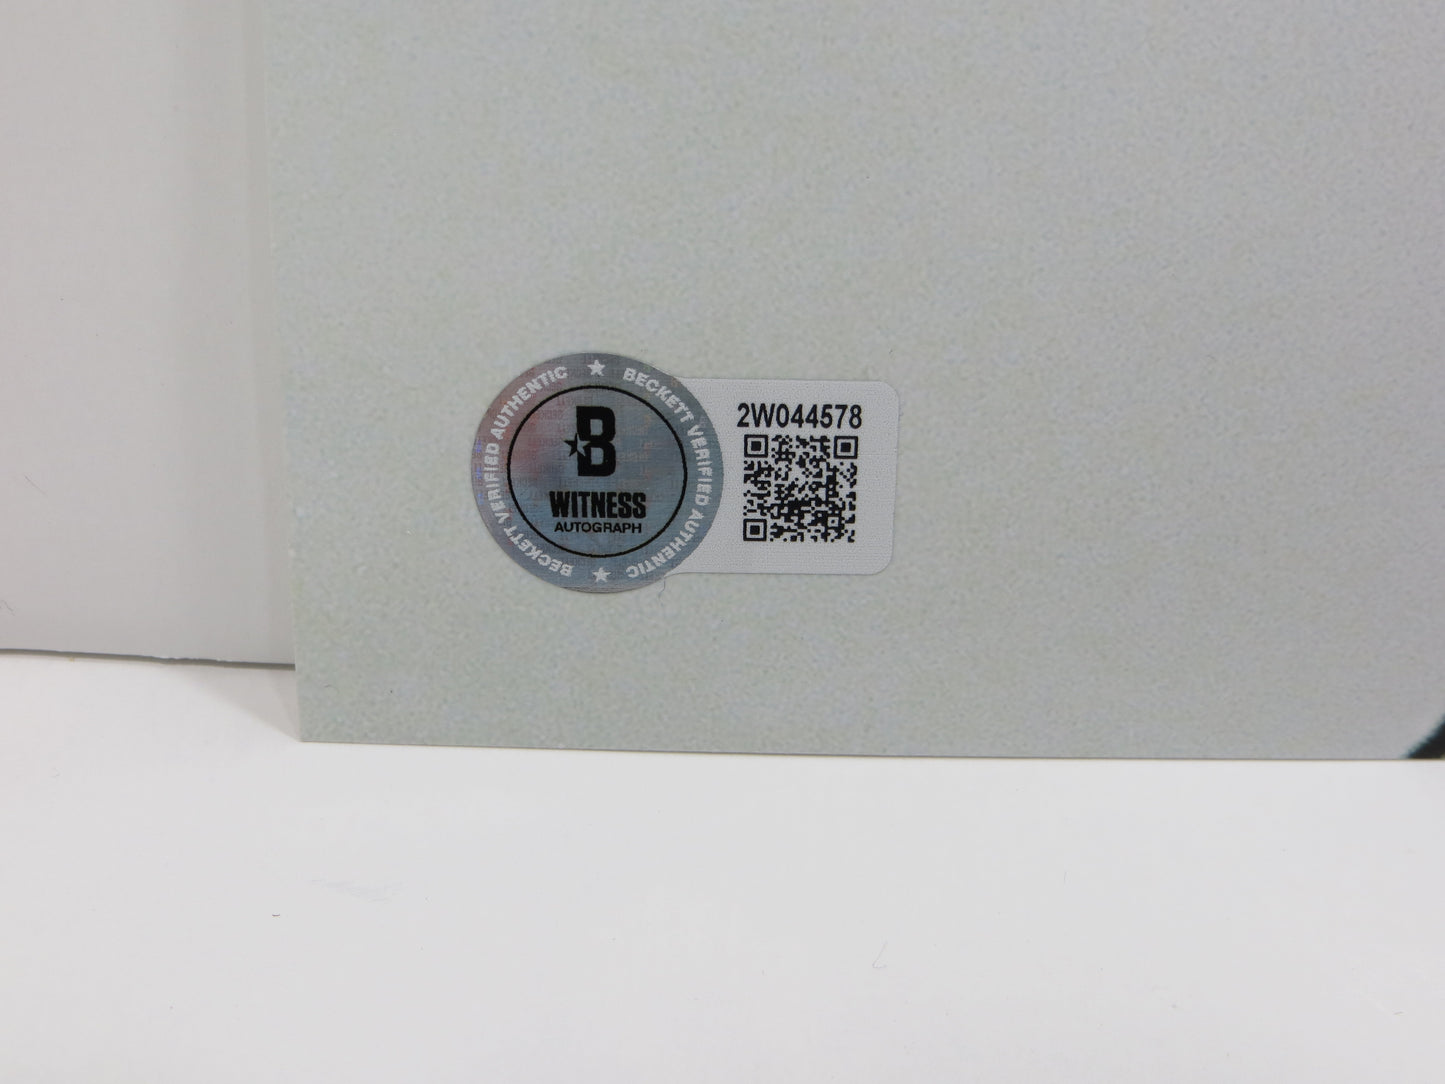 BECKETT VERIFIED AUTHENTIC ★ BECKETT VERIFIED AUTHENTIC ★
B
WITNESS
AUTOGRAPH
2W044578